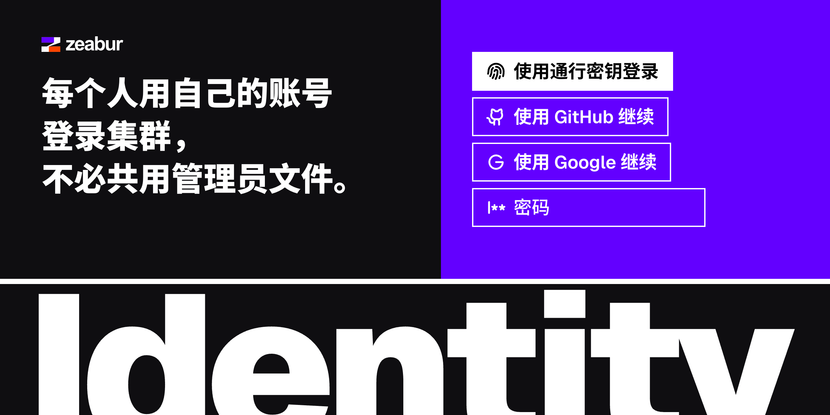 zeabur
每个人用自己的账号
登录集群，
不必共用管理员文件。
使用通行密钥登录
使用 GitHub 继续
使用 Google 继续
密码
Identity